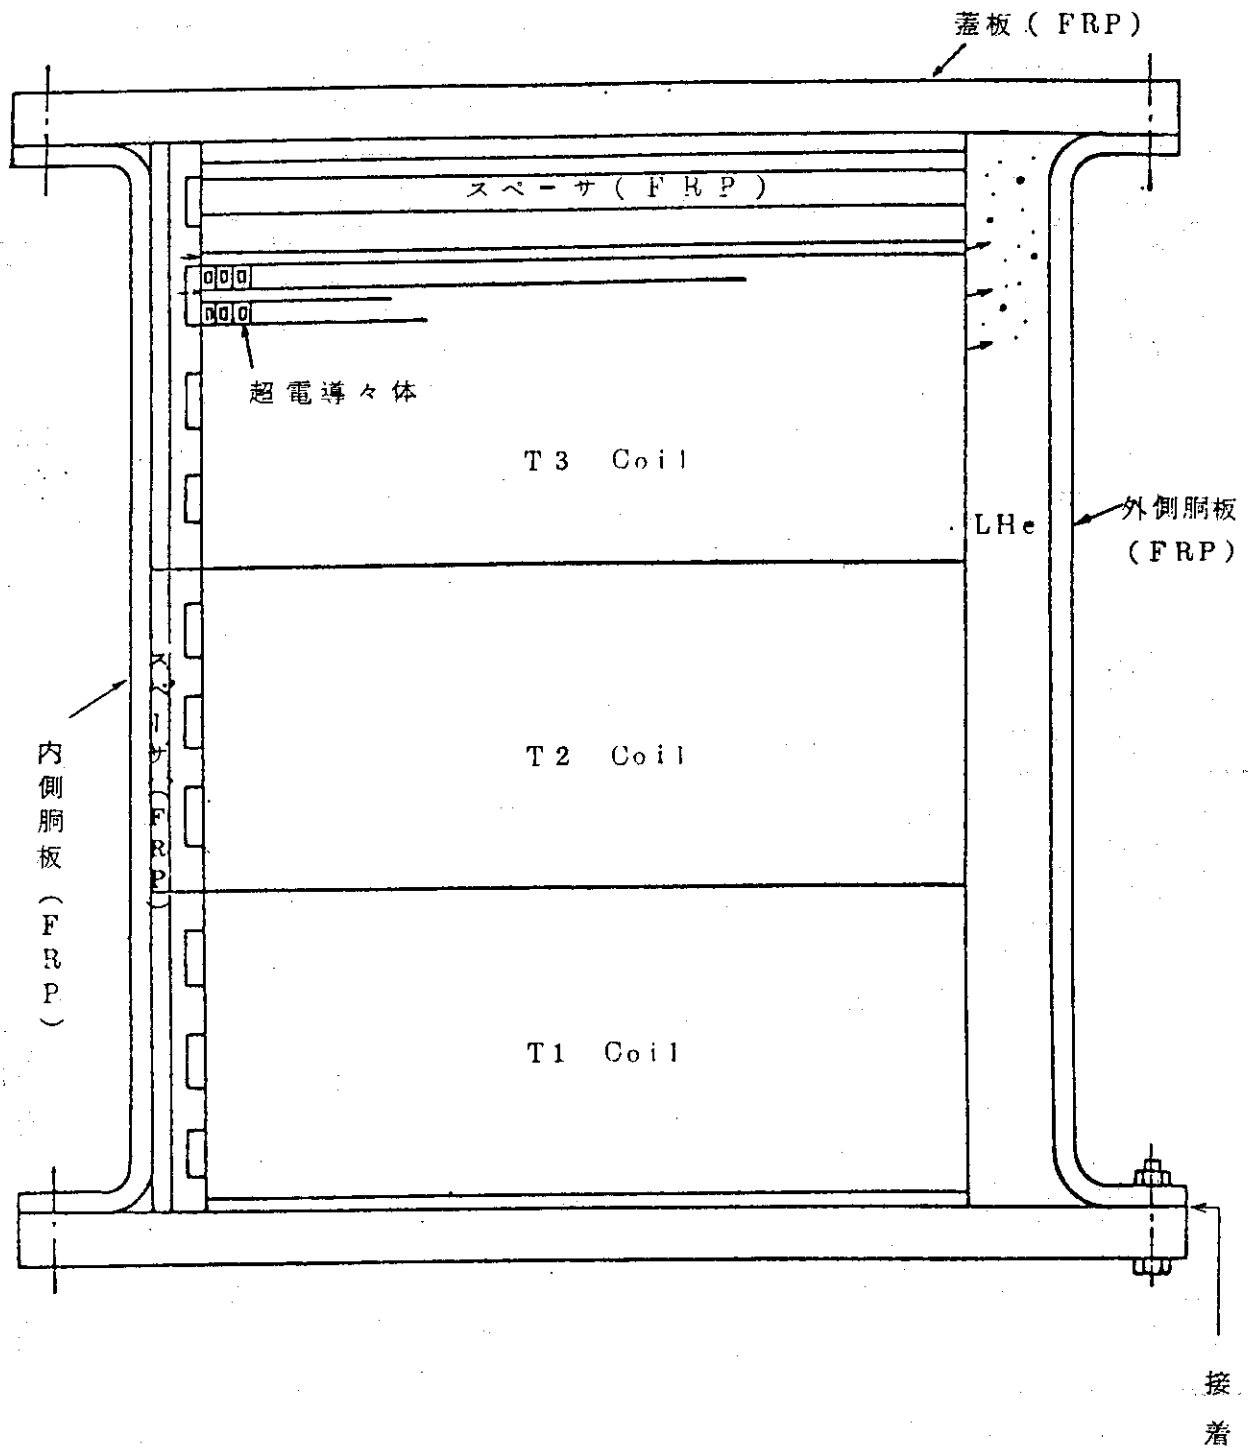 蓋板(FRP)
スペーサ(FRP)
超電導々体
T3 Coil
LHe
外側胴板
(FRP)
スペーサ(FRP)
内側胴板(FRP)
T2 Coil
T1 Coil
接着